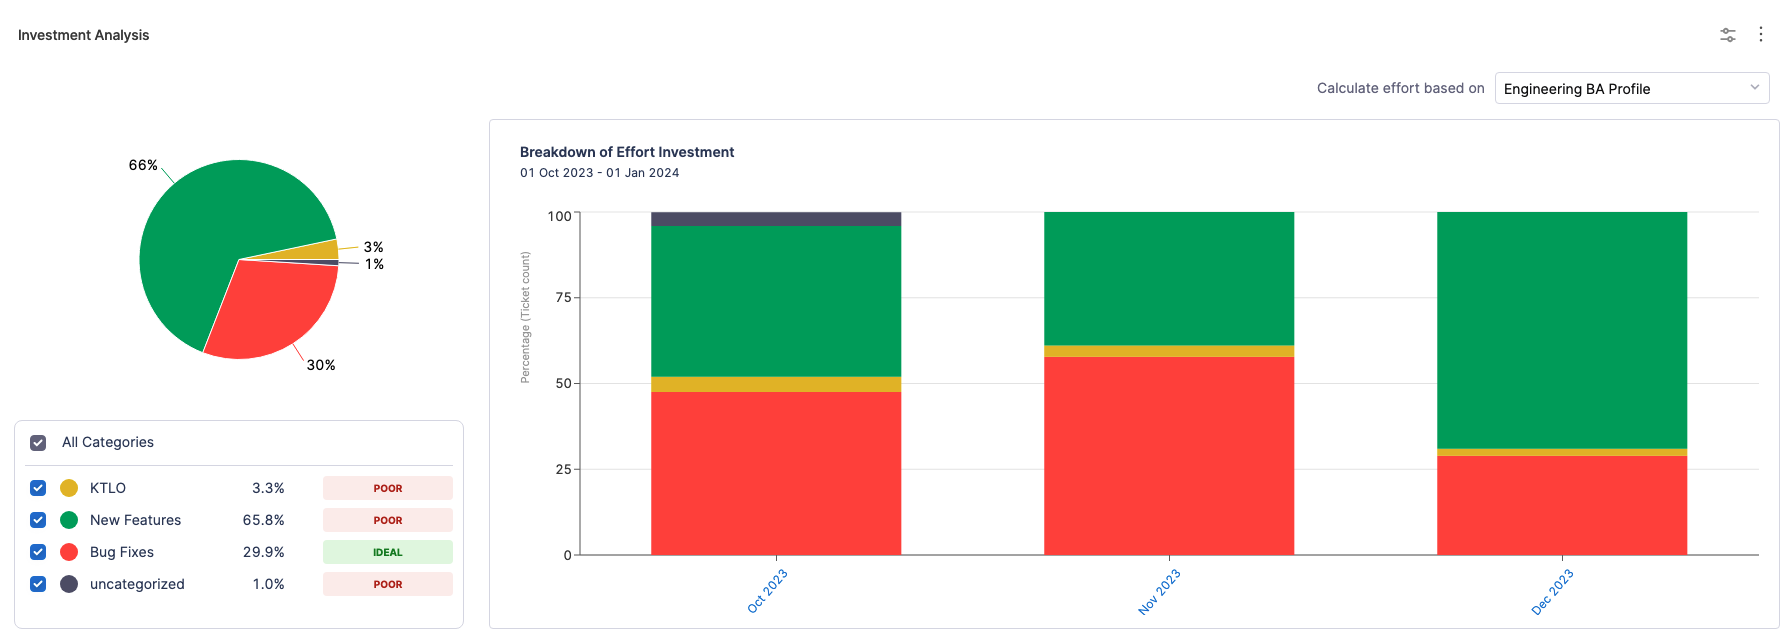 Investment Analysis
Calculate effort based on
Engineering BA Profile
66%
3%
1%
30%
All Categories
KTLO 3.3% POOR
New Features 65.8% POOR
Bug Fixes 29.9% IDEAL
uncategorized 1.0% POOR
Breakdown of Effort Investment
01 Oct 2023 - 01 Jan 2024
Percentage (Ticket count)
100
75
50
25
0
Oct 2023
Nov 2023
Dec 2023